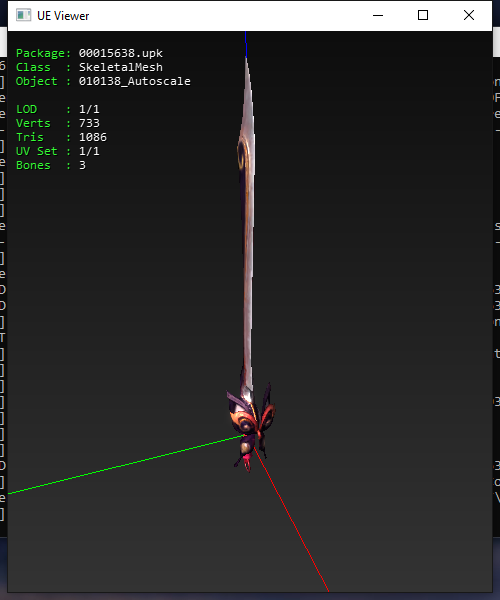 UE Viewer
Package: 00015638.upk
Class : SkeletalMesh
Object : 010138_Autoscale
LOD : 1/1
Verts : 733
Tris : 1086
UV Set : 1/1
Bones : 3